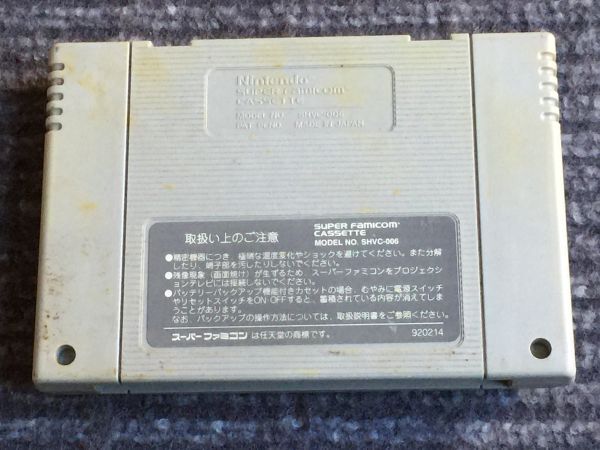 Nintendo
SUPER FAMICOM
CASSETTE
MODEL NO. SHVC-006
PAT. PEND. MADE IN JAPAN
取扱い上のご注意
SUPER FAMICOM
CASSETTE
MODEL NO. SHVC-006
●精密機器につき、極端な温度変化やショックを避けてください。また分解
したり、端子部を汚したりしないでください。
●残像現象（画面焼け）が生ずるため、スーパーファミコンをプロジェクシ
ョンテレビには接続しないでください。
●バッテリーバックアップ機能付きカセットの場合、むやみに電源スイッチ
やリセットスイッチをON・OFFすると、蓄積されている内容が消えてしま
うことがあります。
なお、バックアップの操作方法については、取扱説明書をご参照ください。
スーパーファミコンは任天堂の商標です。
920214